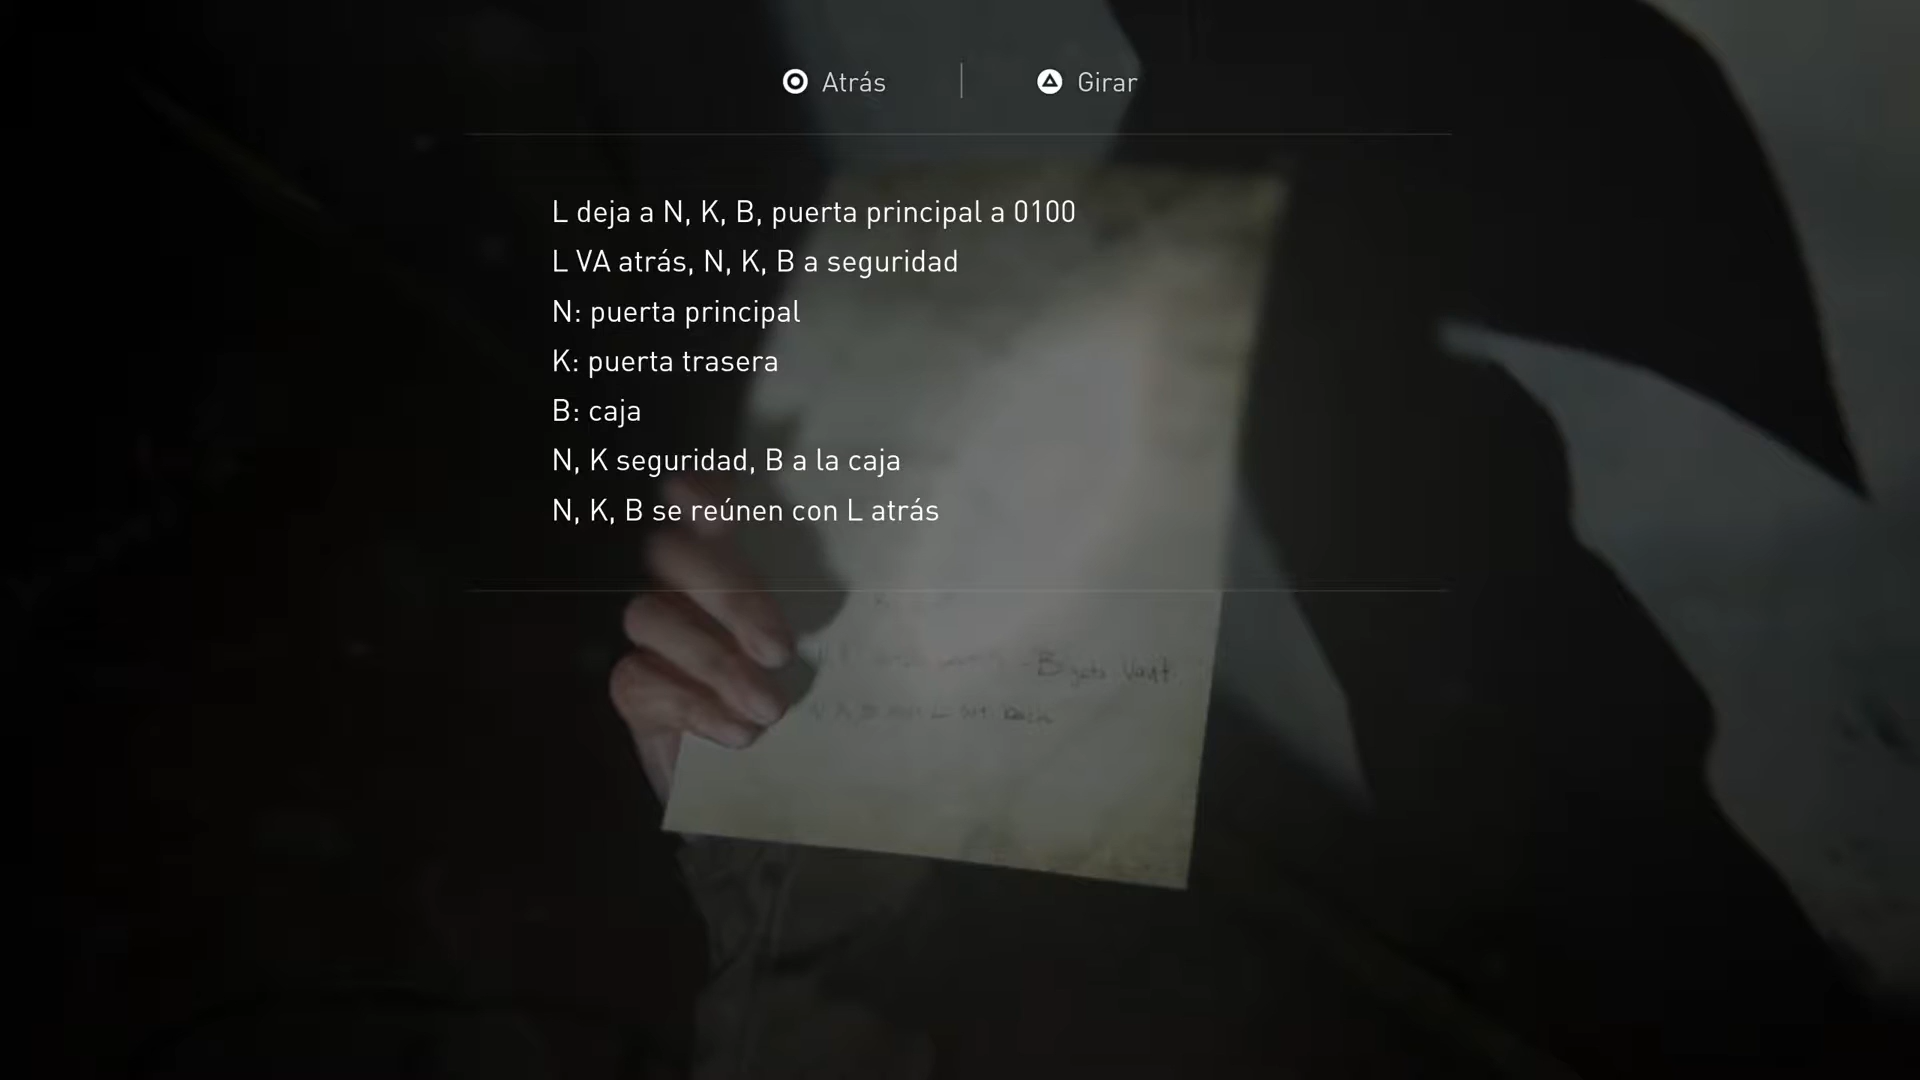 Atrás
Girar
L deja a N, K, B, puerta principal a 0100
L VA atrás, N, K, B a seguridad
N: puerta principal
K: puerta trasera
B: caja
N, K seguridad, B a la caja
N, K, B se reúnen con L atrás